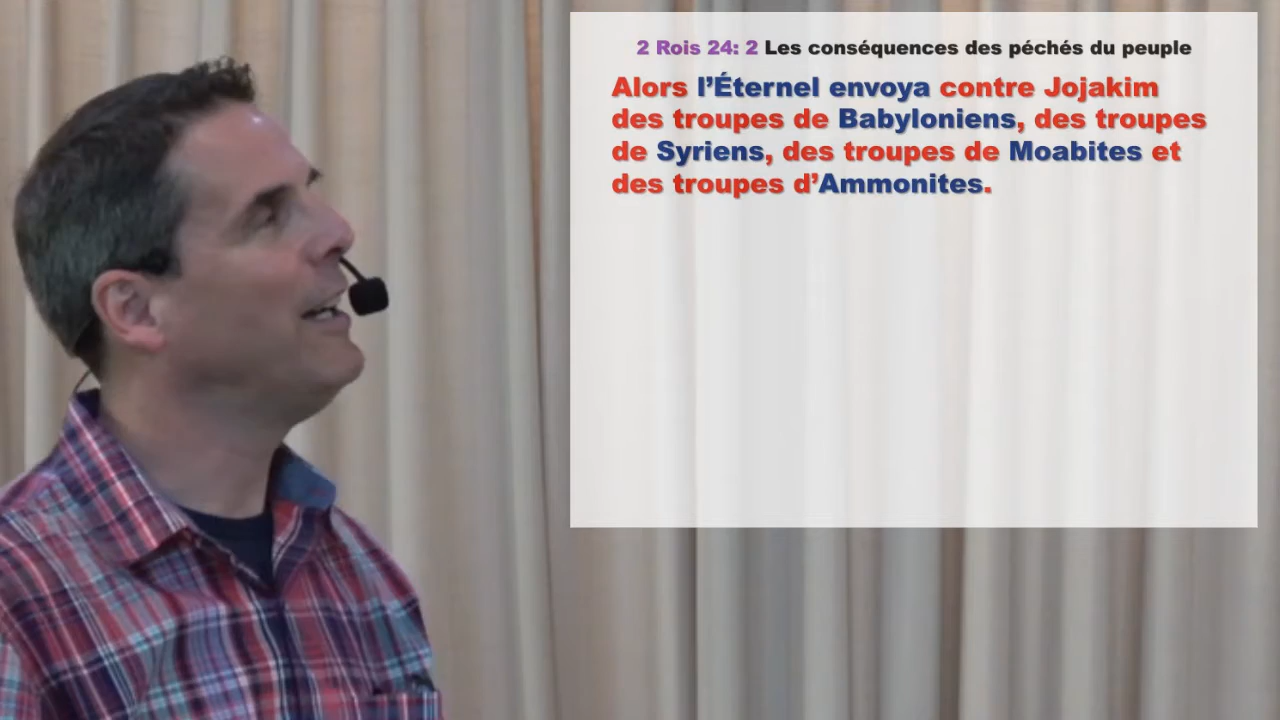 2 Rois 24: 2 Les conséquences des péchés du peuple
Alors l’Éternel envoya contre Jojakim
des troupes de Babyloniens, des troupes
de Syriens, des troupes de Moabites et
des troupes d’Ammonites.